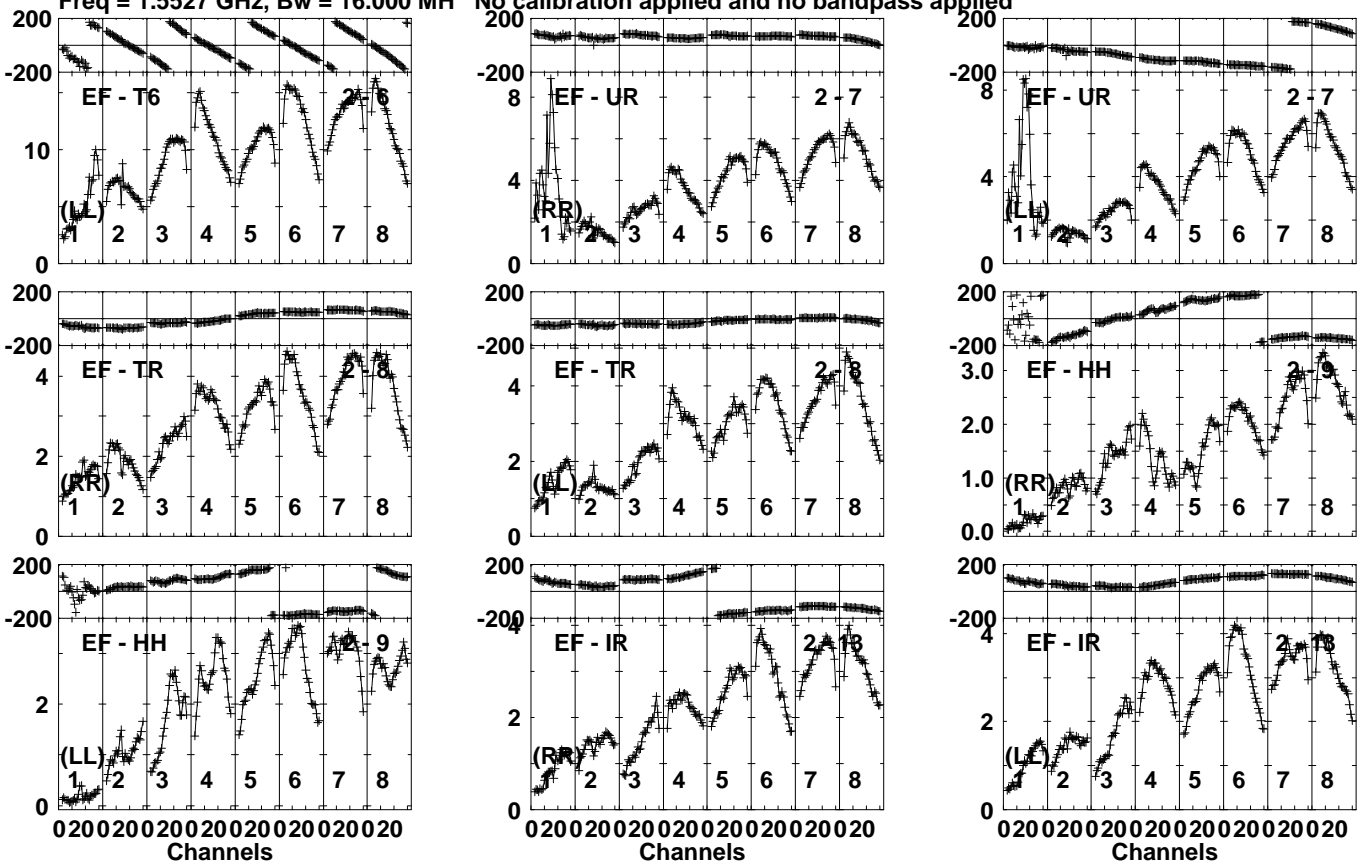 Freq = 1.5527 GHz, Bw = 16.000 MH No calibration applied and no bandpass applied
200 200 200
-200 -200 -200
EF - T6 2 - 6 EF - UR 2 - 7 EF - UR 2 - 7
10 8 8
4 4
(LL) (RR) (LL)
1 2 3 4 5 6 7 8 1 2 3 4 5 6 7 8 1 2 3 4 5 6 7 8
0 0 0
200 200 200
-200 -200 -200
EF - TR 2 - 8 EF - TR 2 - 8 EF - HH 2 - 9
4 4 3.0
2.0
2 2 1.0
(RR) (LL) (RR)
1 2 3 4 5 6 7 8 1 2 3 4 5 6 7 8 1 2 3 4 5 6 7 8
0 0 0.0
200 200 200
-200 -200 -200
EF - HH 2 - 9 EF - IR 2 - 13 EF - IR 2 - 13
4 4
2 2 2
(LL) (RR) (LL)
1 2 3 4 5 6 7 8 1 2 3 4 5 6 7 8 1 2 3 4 5 6 7 8
0 0 0
0 20 0 20 0 20 0 20 0 20 0 20 0 20 0 20 0 20 0 20 0 20 0 20 0 20 0 20 0 20 0 20 0 20 0 20 0 20 0 20 0 20 0 20 0 20 0 20
Channels Channels Channels